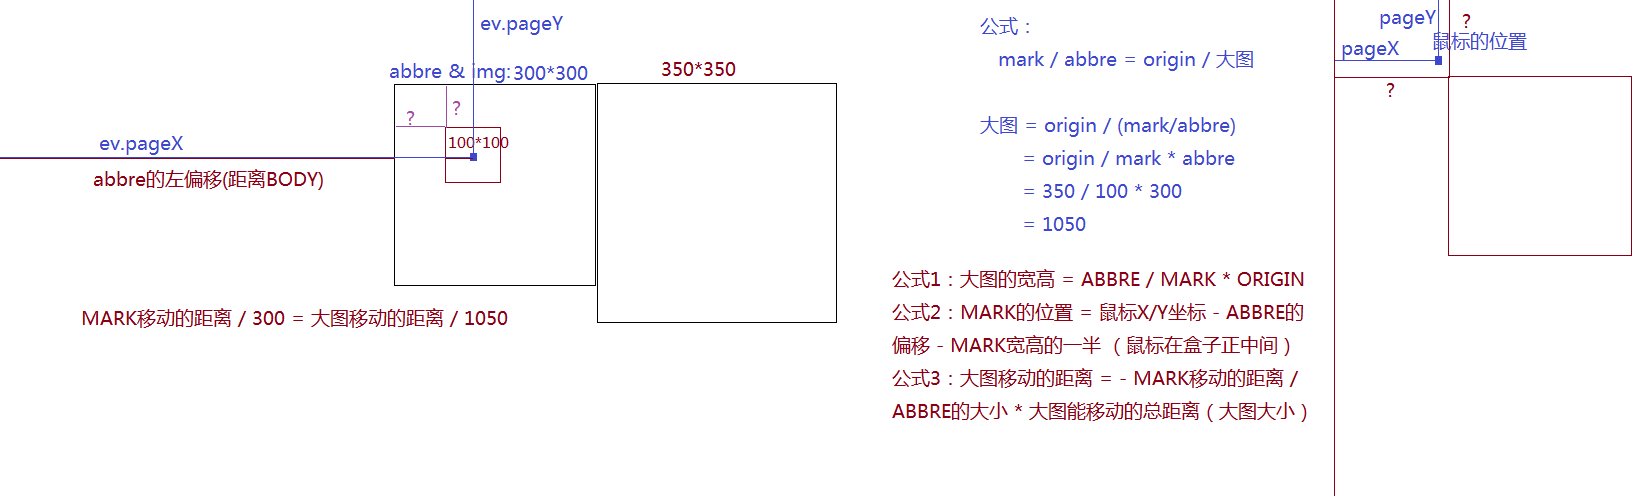 ev.pageY
abbre & img:300*300
350*350
?
?
100*100
ev.pageX
abbre的左偏移(距离BODY)
MARK移动的距离 / 300 = 大图移动的距离 / 1050
公式：
mark / abbre = origin / 大图
大图 = origin / (mark/abbre)
= origin / mark * abbre
= 350 / 100 * 300
= 1050
公式1：大图的宽高 = ABBRE / MARK * ORIGIN
公式2：MARK的位置 = 鼠标X/Y坐标 - ABBRE的
偏移 - MARK宽高的一半 （鼠标在盒子正中间）
公式3：大图移动的距离 = - MARK移动的距离 /
ABBRE的大小 * 大图能移动的总距离（大图大小）
pageY
?
鼠标的位置
pageX
?